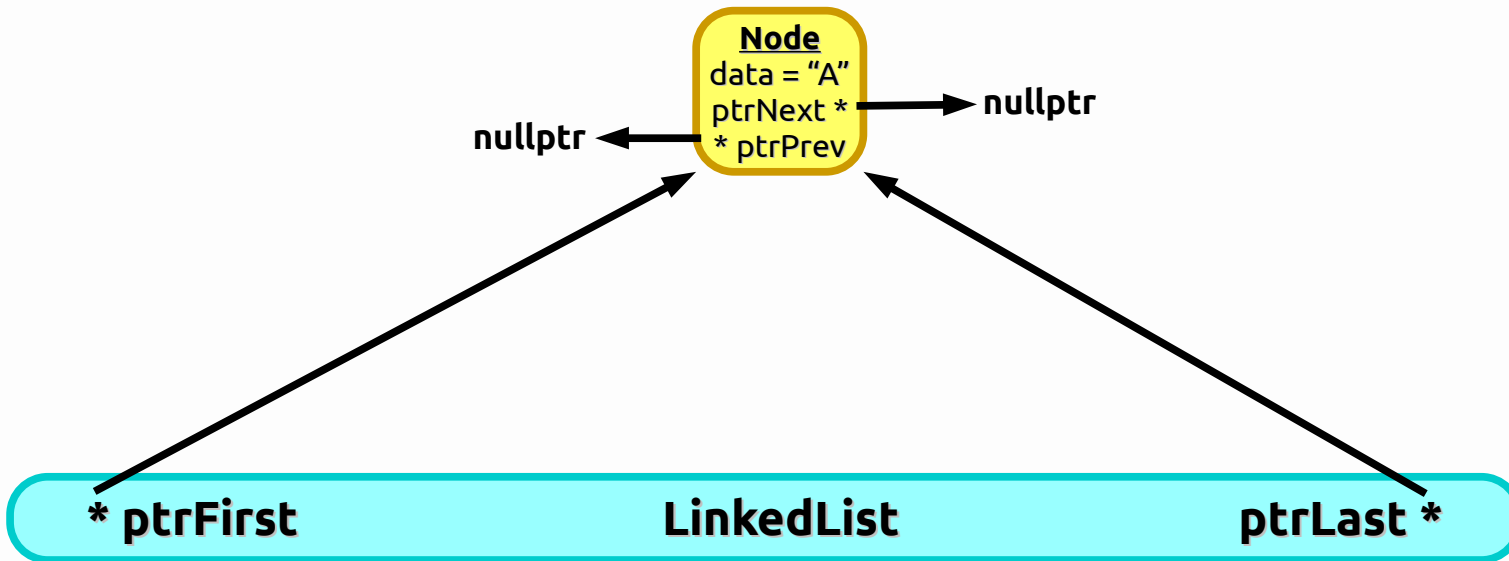 Node
data = “A”
ptrNext *
nullptr
nullptr
* ptrPrev
* ptrFirst
LinkedList
ptrLast *